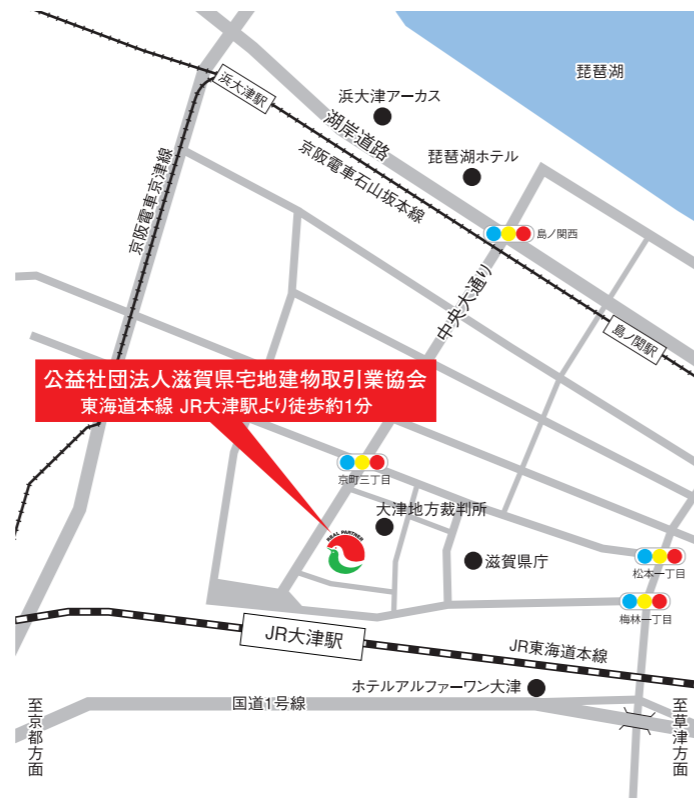 琵琶湖
浜大津駅
浜大津アーカス
湖岸道路
琵琶湖ホテル
京阪電車石山坂本線
京阪電車京津線
島ノ関西
中央大通り
島ノ関駅
公益社団法人滋賀県宅地建物取引業協会
東海道本線 JR大津駅より徒歩約1分
京町三丁目
大津地方裁判所
REAL PARTNER
滋賀県庁
松本一丁目
梅林一丁目
JR大津駅
JR東海道本線
ホテルアルファーワン大津
国道1号線
至京都方面
至草津方面